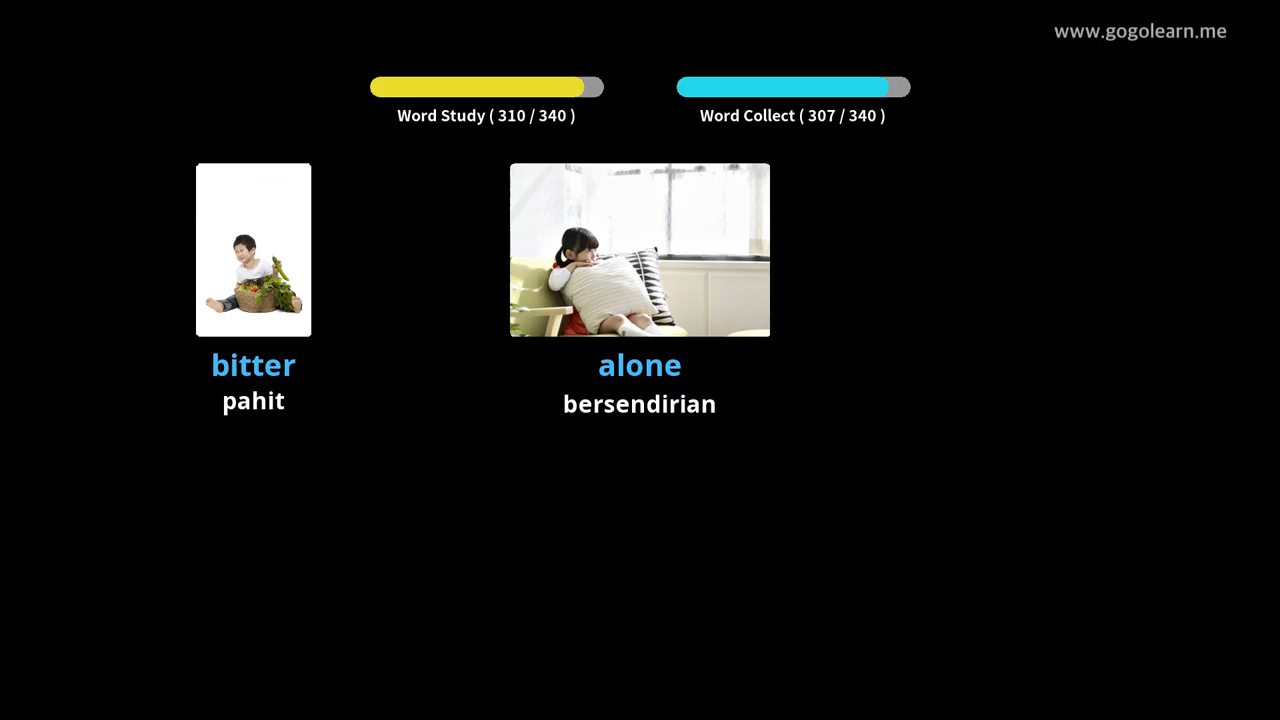 www.gogolearn.me
Word Study ( 310 / 340 )
Word Collect ( 307 / 340 )
bitter
pahit
alone
bersendirian